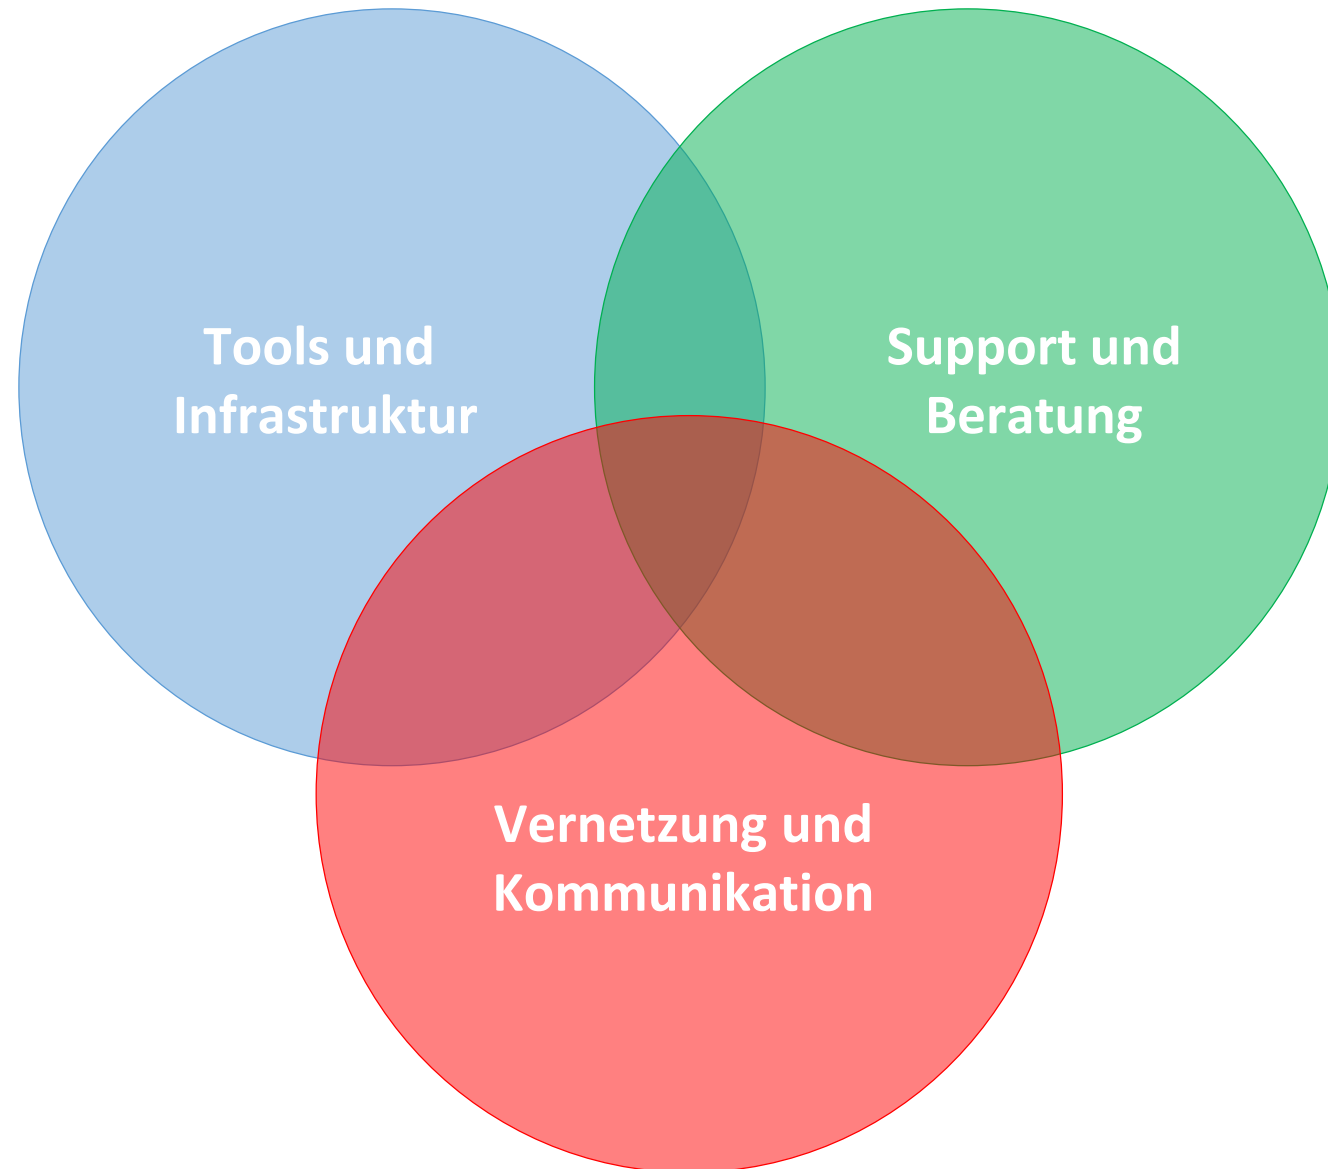 Tools und
Infrastruktur
Support und
Beratung
Vernetzung und
Kommunikation